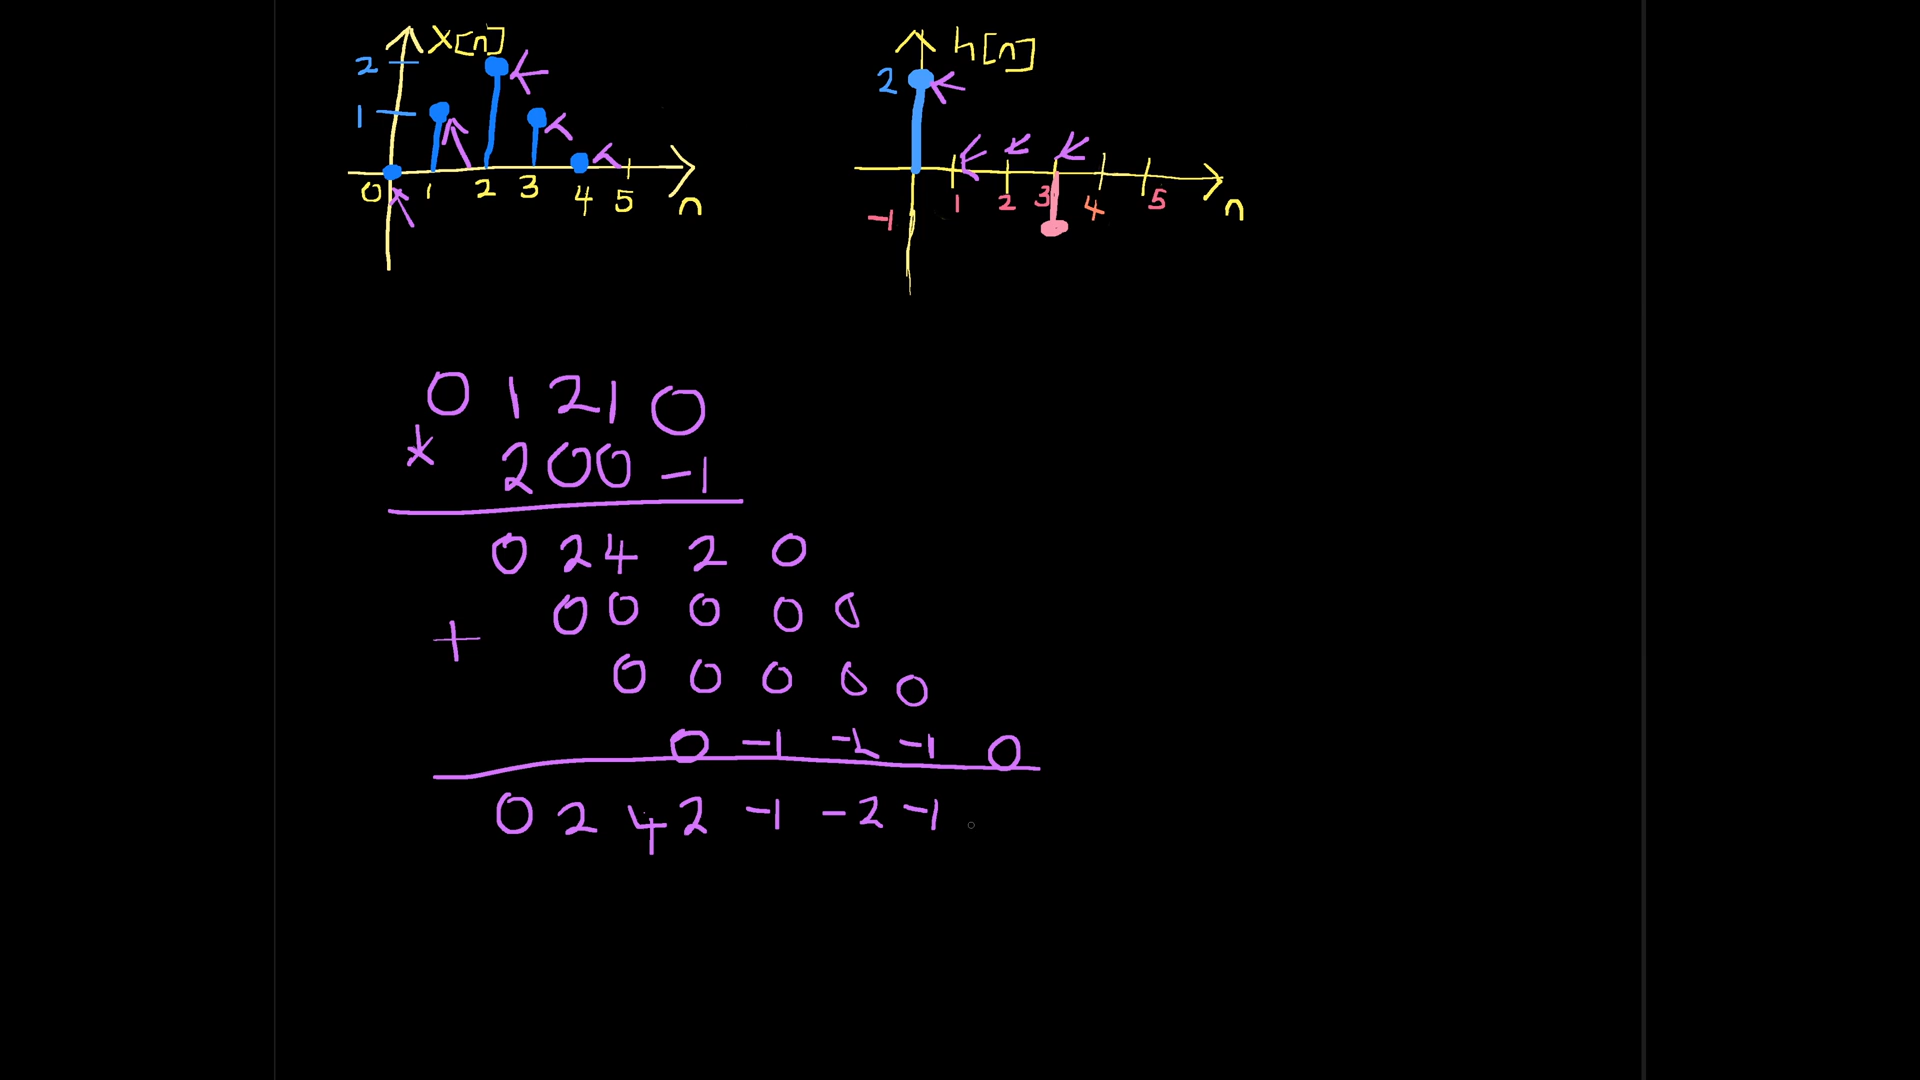 x[n]
2
1
0 1 2 3 4 5 n
h[n]
2
-1
1 2 3 4 5 n
0 1 2 1 0
* 2 0 0 -1
0 2 4 2 0
0 0 0 0 0
+
0 0 0 0 0
0 -1 -2 -1 0
0 2 4 2 -1 -2 -1